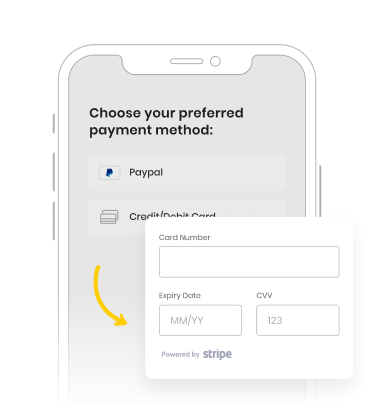 Choose your preferred
payment method:
Paypal
Credit/Debit Card
Card Number
Expiry Date
CVV
MM/YY
123
Powered by stripe